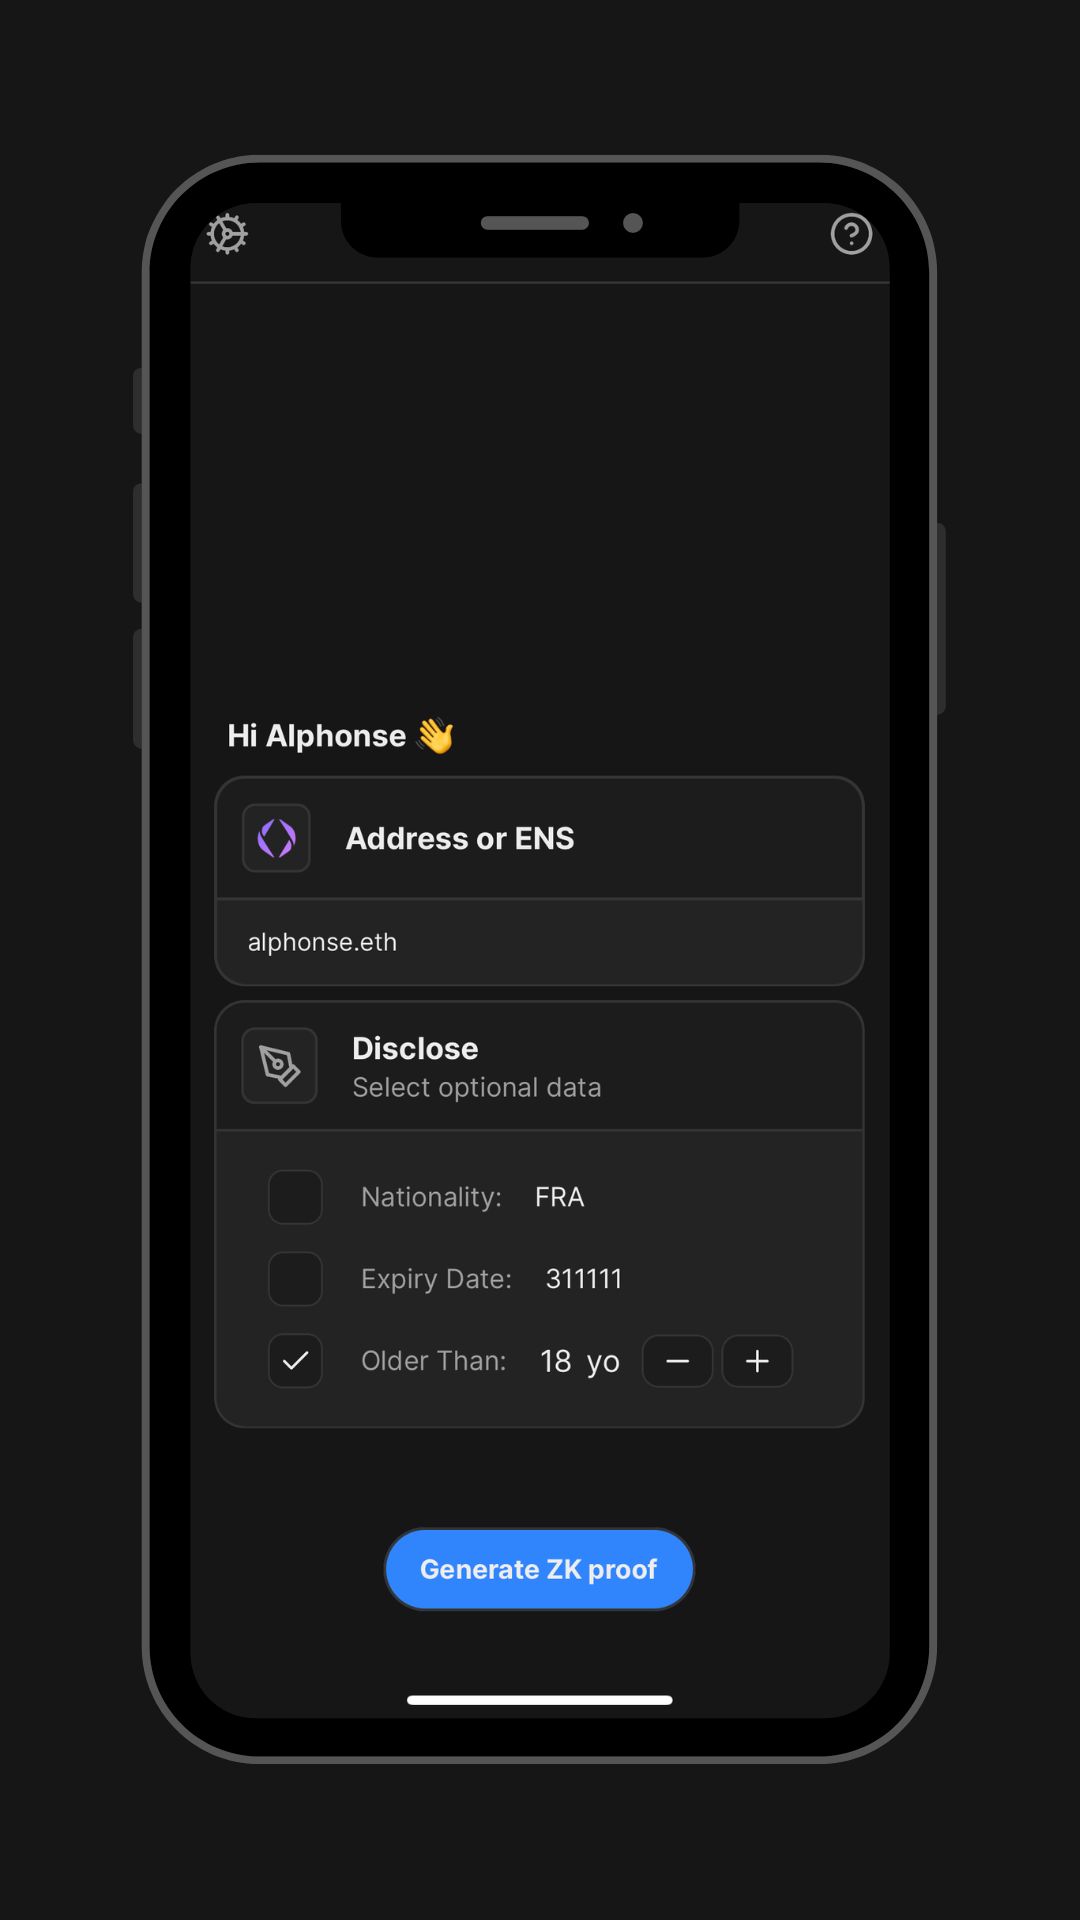 Hi Alphonse 👋
Address or ENS
alphonse.eth
Disclose
Select optional data
Nationality: FRA
Expiry Date: 311111
Older Than: 18 yo − +
Generate ZK proof